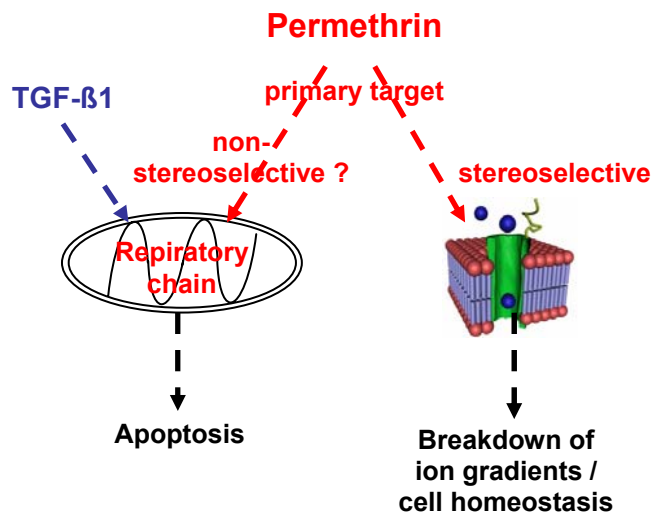 Permethrin
TGF-ß1
primary target
non-
stereoselective ?
stereoselective
Repiratory
chain
Apoptosis
Breakdown of
ion gradients /
cell homeostasis